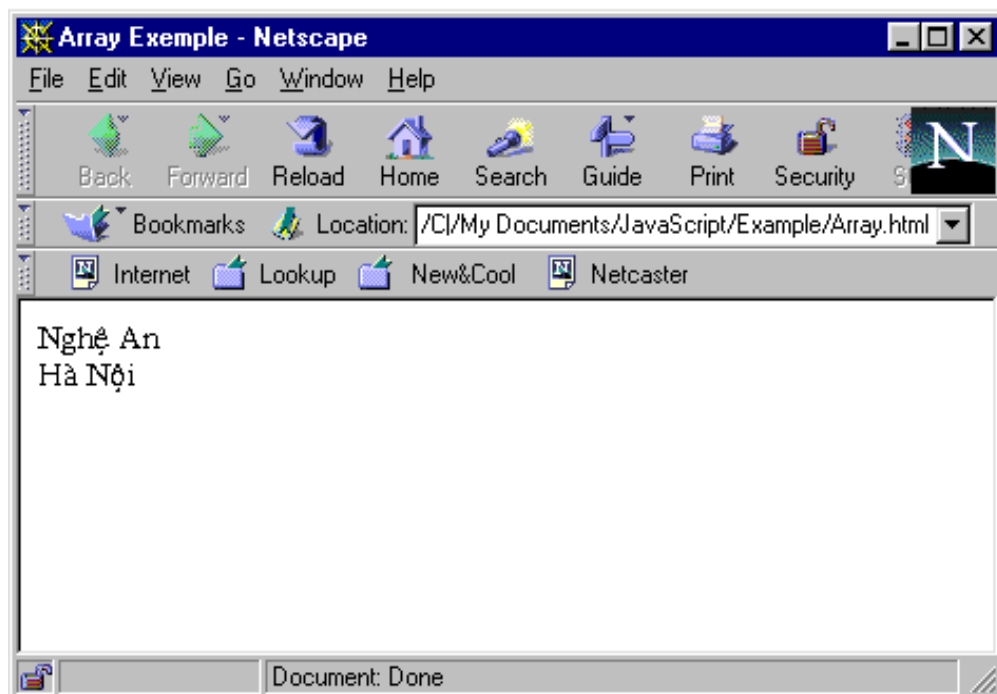 Array Exemple - Netscape
File Edit View Go Window Help
N
Back Forward Reload Home Search Guide Print Security
Bookmarks Location: /C|/My Documents/JavaScript/Example/Array.html
Internet Lookup New&Cool Netcaster
Nghệ An
Hà Nội
Document: Done